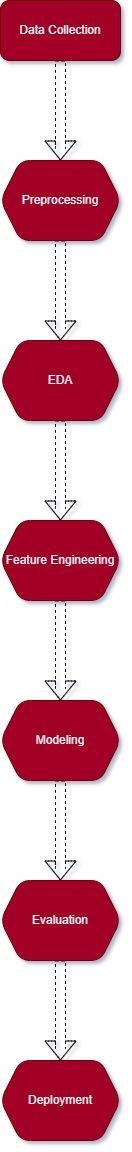 Data Collection
Preprocessing
EDA
Feature Engineering
Modeling
Evaluation
Deployment